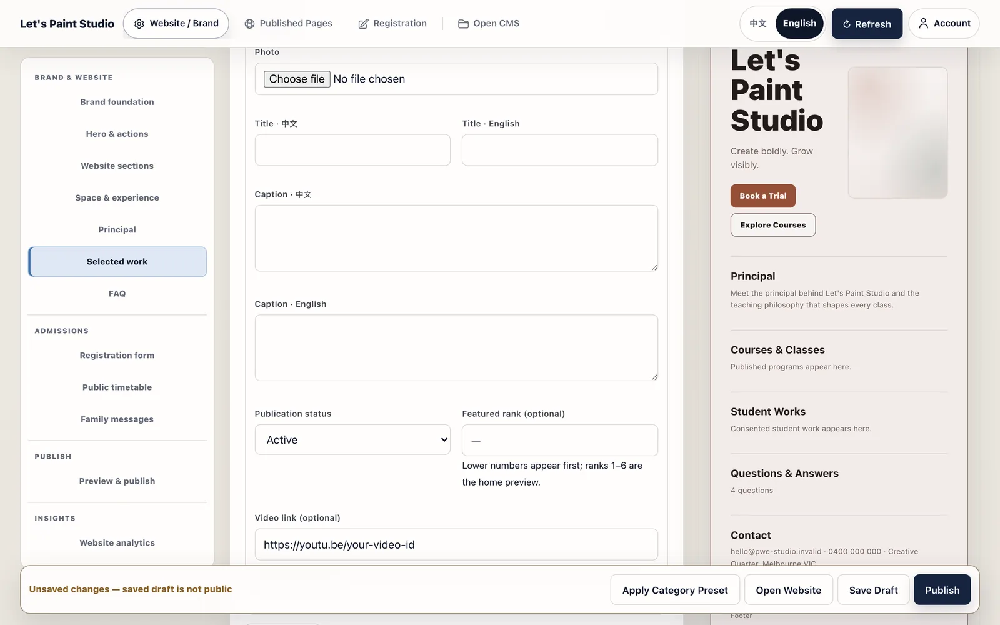 Let's Paint Studio
Website / Brand
Published Pages
Registration
Open CMS
中文
English
Refresh
Account
BRAND & WEBSITE
Brand foundation
Hero & actions
Website sections
Space & experience
Principal
Selected work
FAQ
ADMISSIONS
Registration form
Public timetable
Family messages
PUBLISH
Preview & publish
INSIGHTS
Website analytics
Photo
Choose file No file chosen
Title · 中文
Title · English
Caption · 中文
Caption · English
Publication status
Featured rank (optional)
Active
—
Lower numbers appear first; ranks 1–6 are
the home preview.
Video link (optional)
https://youtu.be/your-video-id
Let's
Paint
Studio
Create boldly. Grow
visibly.
Book a Trial
Explore Courses
Principal
Meet the principal behind Let's Paint Studio and the
teaching philosophy that shapes every class.
Courses & Classes
Published programs appear here.
Student Works
Consented student work appears here.
Questions & Answers
4 questions
Contact
hello@pwe-studio.invalid · 0400 000 000 · Creative
Quarter, Melbourne VIC
Unsaved changes — saved draft is not public
Apply Category Preset
Open Website
Save Draft
Publish
Footer